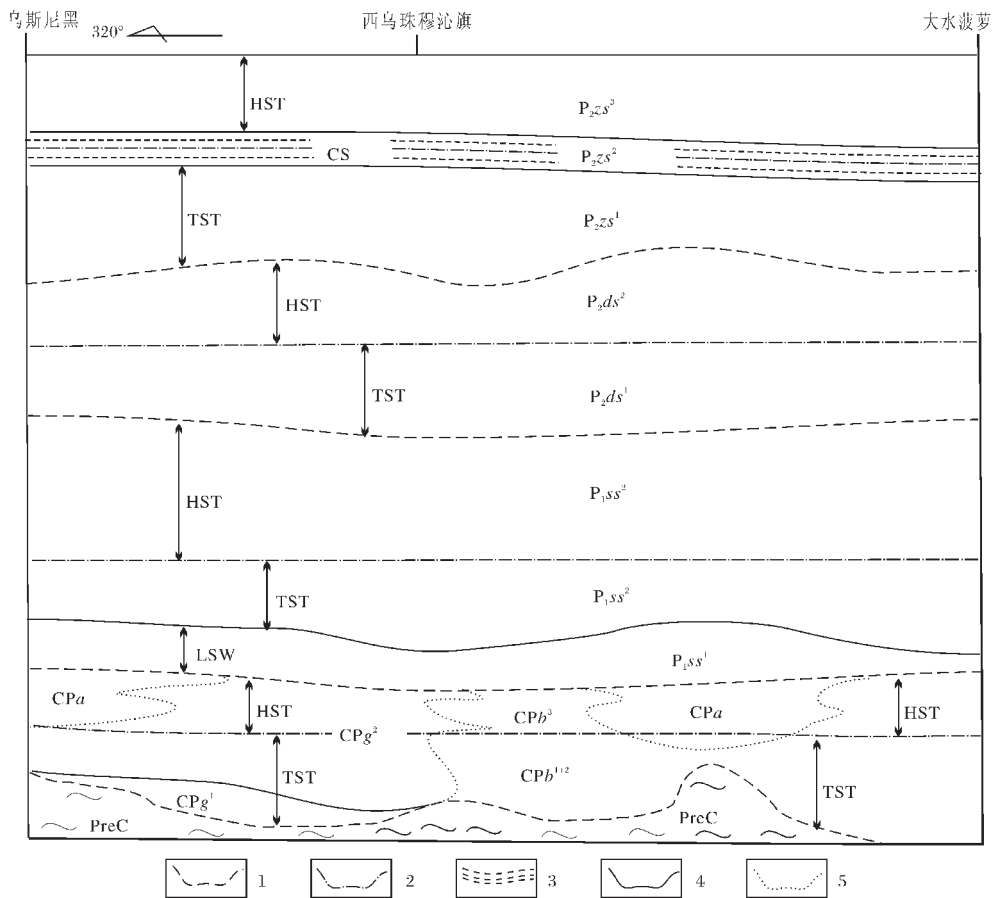 乌斯尼黑 西乌珠穆沁旗 大水菠萝
320°
HST P₂zs³
CS P₂zs²
TST P₂zs¹
HST P₂ds²
TST P₂ds¹
HST P₁ss²
TST P₁ss²
LSW P₁ss¹
CPa HST CPb³ CPa HST
CPg²
TST CPb¹⁺² TST
CPg¹
PreC PreC
1 2 3 4 5